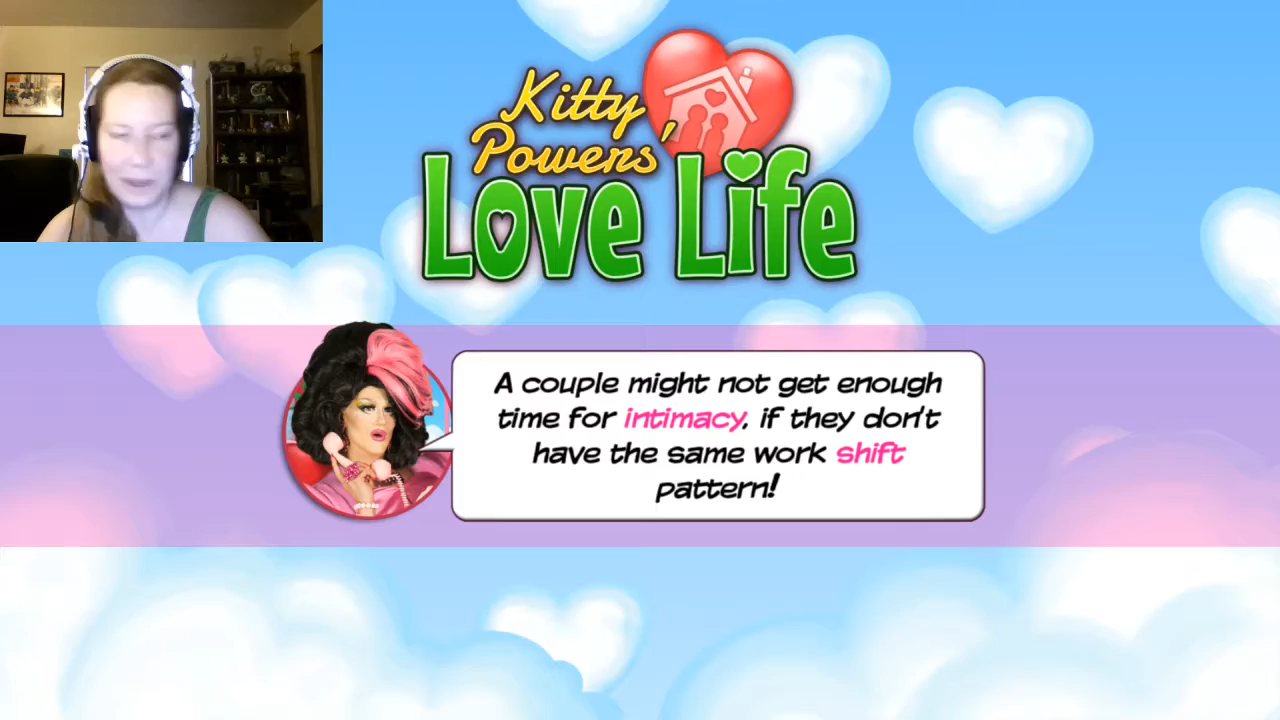 Kitty
Powers'
Love Life
A couple might not get enough
time for intimacy, if they don't
have the same work shift
pattern!